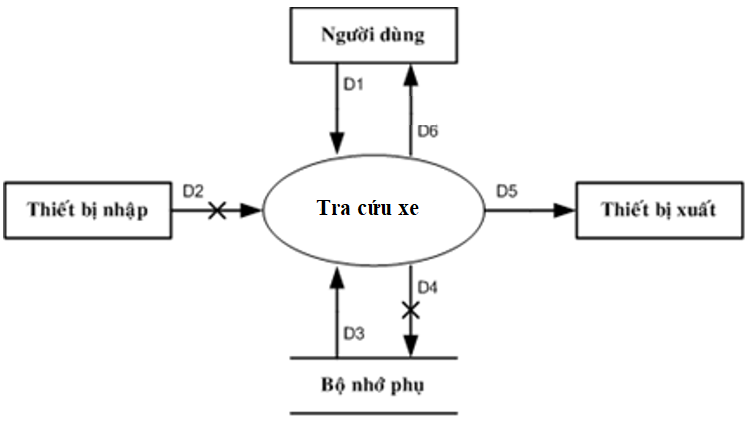 Người dùng
D1
D6
D2
D5
Thiết bị nhập
Tra cứu xe
Thiết bị xuất
D4
D3
Bộ nhớ phụ